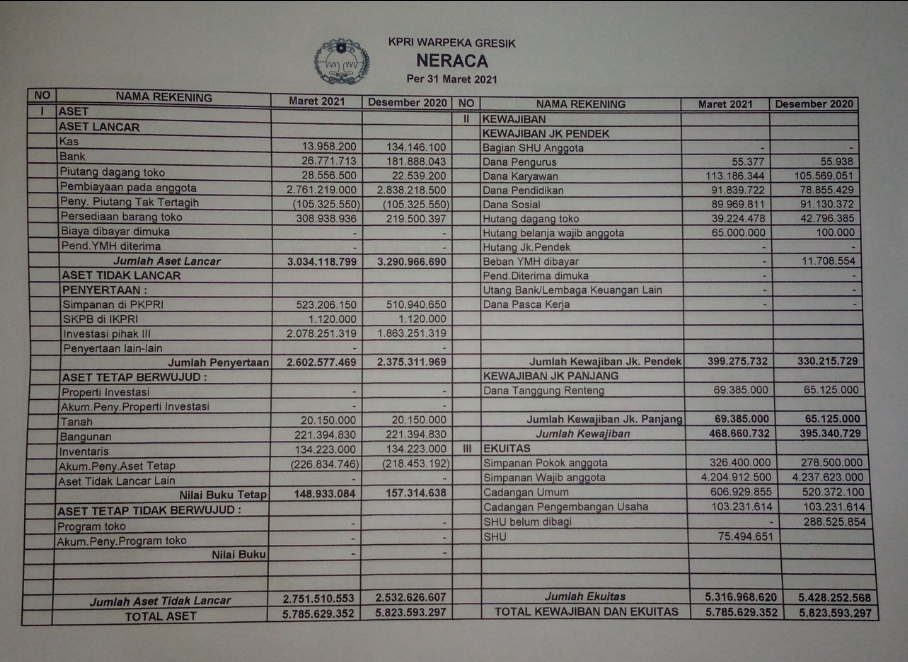 KPRI WARPEKA GRESIK
NERACA
Per 31 Maret 2021
NO NAMA REKENING Maret 2021 Desember 2020 NO NAMA REKENING Maret 2021 Desember 2020
I ASET II KEWAJIBAN
ASET LANCAR KEWAJIBAN JK PENDEK
Kas 13.958.200 134.146.100 Bagian SHU Anggota - -
Bank 26.771.713 181.888.043 Dana Pengurus 55.377 55.938
Piutang dagang toko 28.556.500 22.539.200 Dana Karyawan 113.186.344 105.569.051
Pembiayaan pada anggota 2.761.219.000 2.838.218.500 Dana Pendidikan 91.839.722 78.855.429
Peny. Piutang Tak Tertagih (105.325.550) (105.325.550) Dana Sosial 89.969.811 91.130.372
Persediaan barang toko 308.938.936 219.500.397 Hutang dagang toko 39.224.478 42.796.385
Biaya dibayar dimuka - - Hutang belanja wajib anggota 65.000.000 100.000
Pend.YMH diterima - - Hutang Jk.Pendek - -
Jumlah Aset Lancar 3.034.118.799 3.290.966.690 Beban YMH dibayar - 11.708.554
ASET TIDAK LANCAR Pend.Diterima dimuka - -
PENYERTAAN : Utang Bank/Lembaga Keuangan Lain - -
Simpanan di PKPRI 523.206.150 510.940.650 Dana Pasca Kerja - -
SKPB di IKPRI 1.120.000 1.120.000
Investasi pihak III 2.078.251.319 1.863.251.319
Penyertaan lain-lain - -
Jumlah Penyertaan 2.602.577.469 2.375.311.969 Jumlah Kewajiban Jk. Pendek 399.275.732 330.215.729
ASET TETAP BERWUJUD : KEWAJIBAN JK PANJANG
Properti Investasi - - Dana Tanggung Renteng 69.385.000 65.125.000
Akum.Peny.Properti Investasi - -
Tanah 20.150.000 20.150.000 Jumlah Kewajiban Jk. Panjang 69.385.000 65.125.000
Bangunan 221.394.830 221.394.830 Jumlah Kewajiban 468.660.732 395.340.729
Inventaris 134.223.000 134.223.000 III EKUITAS
Akum.Peny.Aset Tetap (226.834.746) (218.453.192) Simpanan Pokok anggota 326.400.000 278.500.000
Aset Tidak Lancar Lain - - Simpanan Wajib anggota 4.204.912.500 4.237.623.000
Nilai Buku Tetap 148.933.084 157.314.638 Cadangan Umum 606.929.855 520.372.100
ASET TETAP TIDAK BERWUJUD : Cadangan Pengembangan Usaha 103.231.614 103.231.614
Program toko - - SHU belum dibagi - 288.525.854
Akum.Peny.Program toko - - SHU 75.494.651
Nilai Buku - -
Jumlah Aset Tidak Lancar 2.751.510.553 2.532.626.607 Jumlah Ekuitas 5.316.968.620 5.428.252.568
TOTAL ASET 5.785.629.352 5.823.593.297 TOTAL KEWAJIBAN DAN EKUITAS 5.785.629.352 5.823.593.297